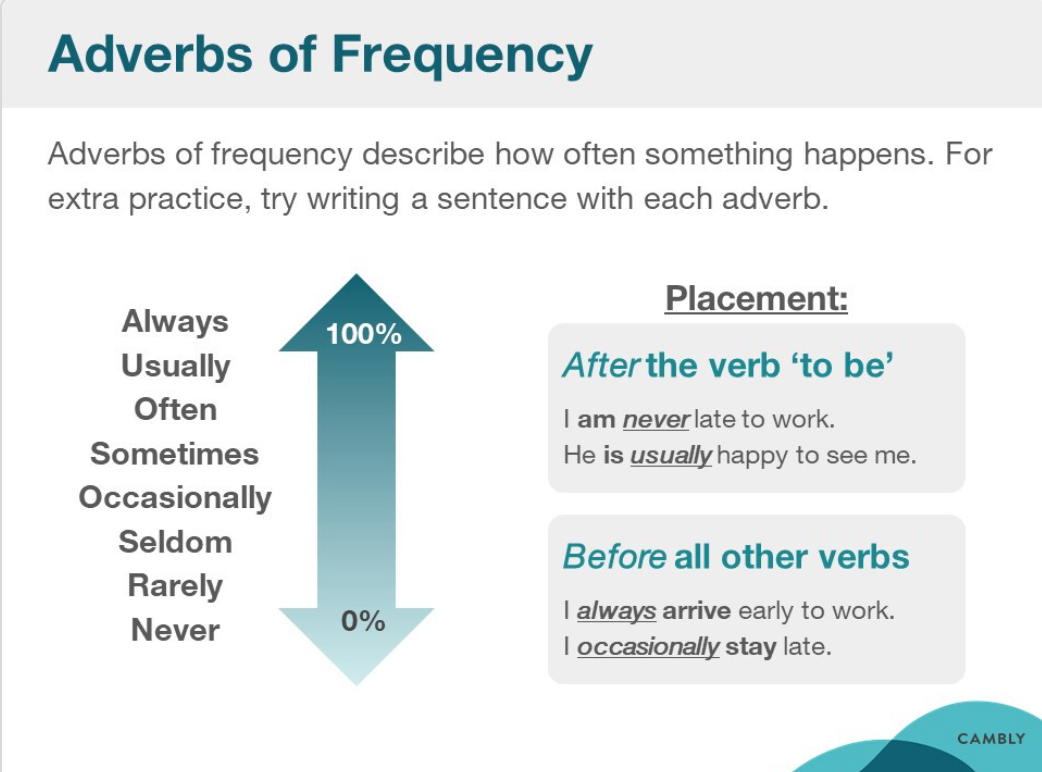 Adverbs of Frequency
Adverbs of frequency describe how often something happens. For
extra practice, try writing a sentence with each adverb.
Always
Usually
Often
Sometimes
Occasionally
Seldom
Rarely
Never
100%
0%
Placement:
After the verb ‘to be’
I am never late to work.
He is usually happy to see me.
Before all other verbs
I always arrive early to work.
I occasionally stay late.
CAMBLY